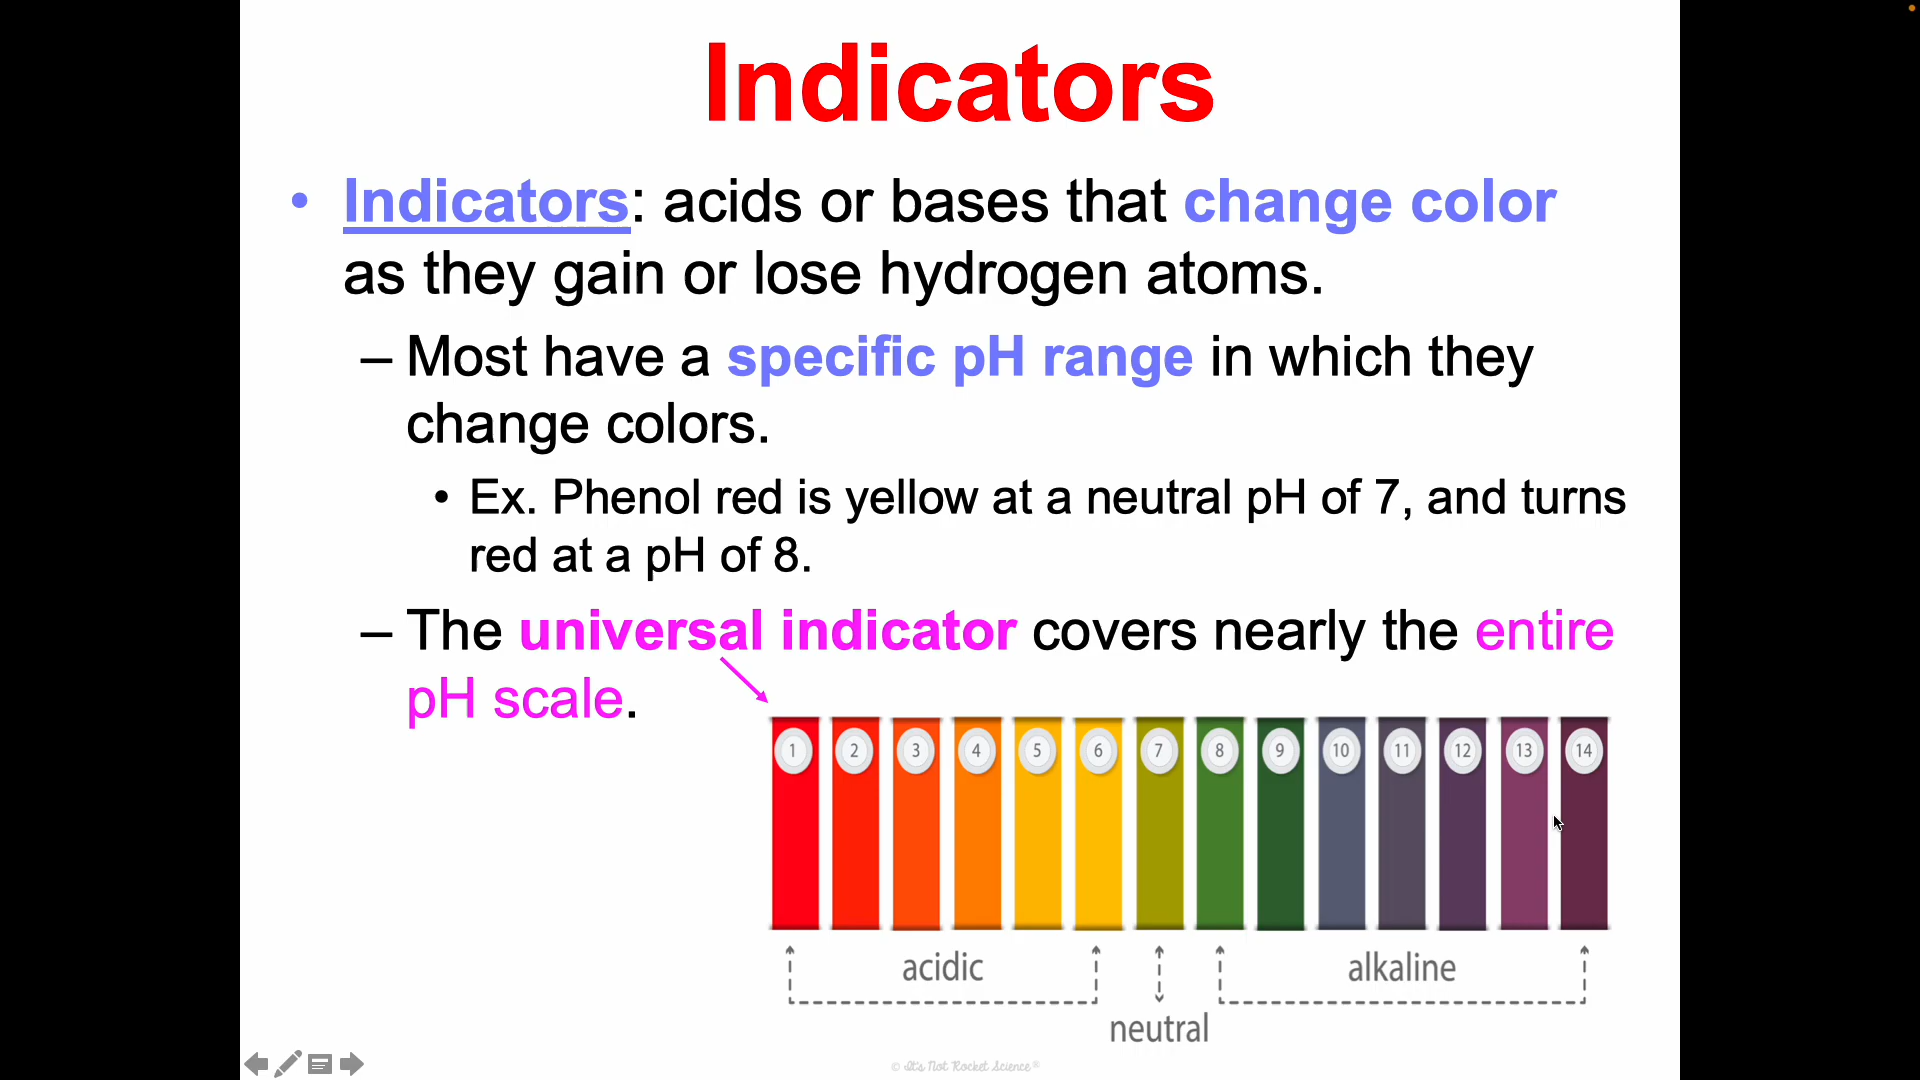 Indicators
• Indicators: acids or bases that change color
as they gain or lose hydrogen atoms.
– Most have a specific pH range in which they
change colors.
• Ex. Phenol red is yellow at a neutral pH of 7, and turns
red at a pH of 8.
– The universal indicator covers nearly the entire
pH scale.
1 2 3 4 5 6 7 8 9 10 11 12 13 14
acidic alkaline
neutral
© It's Not Rocket Science®